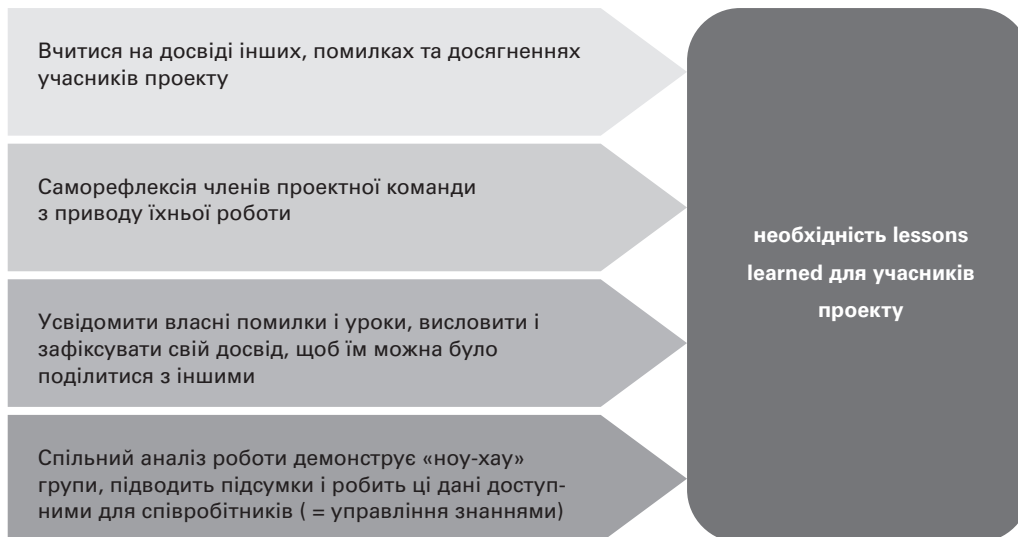 Вчитися на досвіді інших, помилках та досягненнях
учасників проекту
Саморефлексія членів проектної команди
з приводу їхньої роботи
Усвідомити власні помилки і уроки, висловити і
зафіксувати свій досвід, щоб їм можна було
поділитися з іншими
Спільний аналіз роботи демонструє «ноу-хау»
групи, підводить підсумки і робить ці дані доступ-
ними для співробітників ( = управління знаннями)
необхідність lessons
learned для учасників
проекту